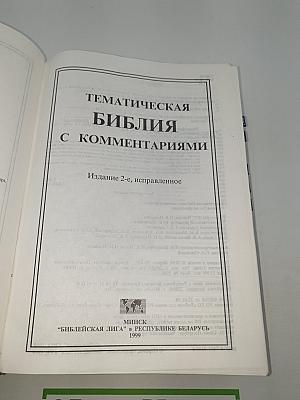 ТЕМАТИЧЕСКАЯ
БИБЛИЯ
С КОММЕНТАРИЯМИ
Издание 2-е, исправленное
МИНСК
"БИБЛЕЙСКАЯ ЛИГА" в РЕСПУБЛИКЕ БЕЛАРУСЬ
1999